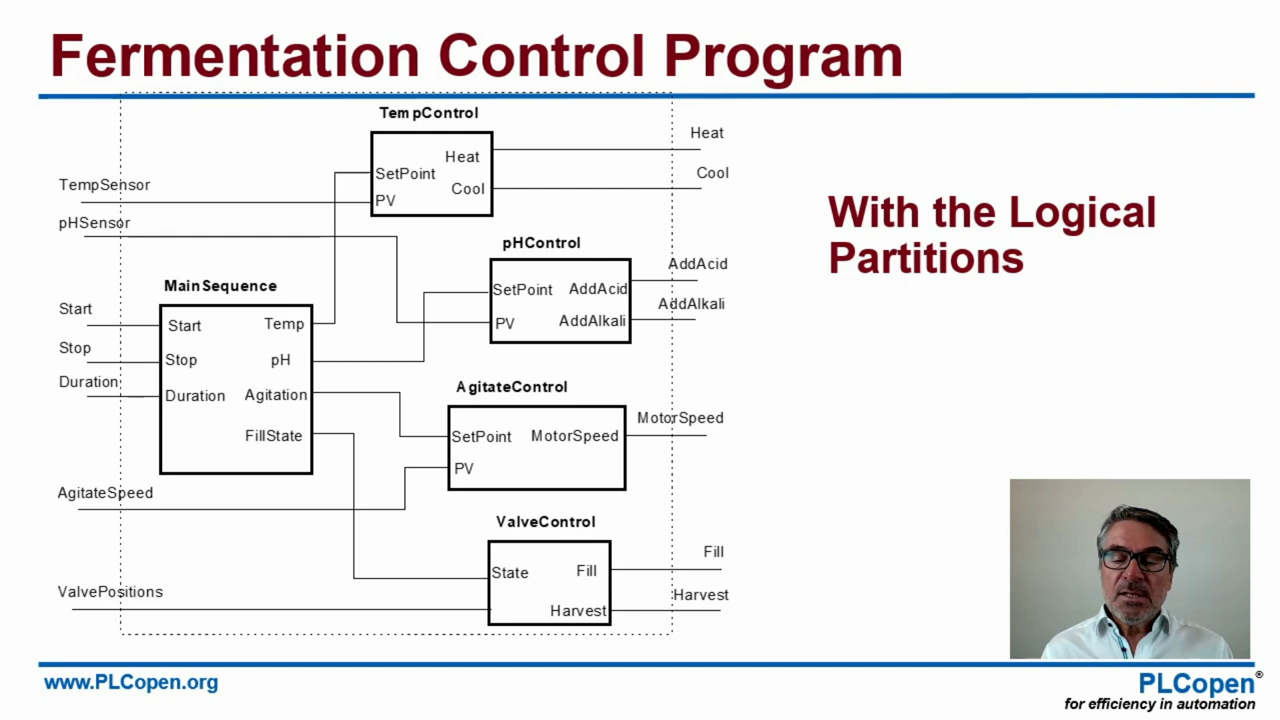 Fermentation Control Program
TempControl
Heat
Cool
SetPoint
PV
Heat
Cool
TempSensor
pHSensor
With the Logical
Partitions
pHControl
SetPoint
PV
AddAcid
AddAlkali
AddAcid
AddAlkali
MainSequence
Start
Stop
Duration
Start
Stop
Duration
Temp
pH
Agitation
FillState
AgitateControl
SetPoint
PV
MotorSpeed
MotorSpeed
AgitateSpeed
ValveControl
State
Fill
Harvest
Fill
Harvest
ValvePositions
www.PLCopen.org
PLCopen®
for efficiency in automation